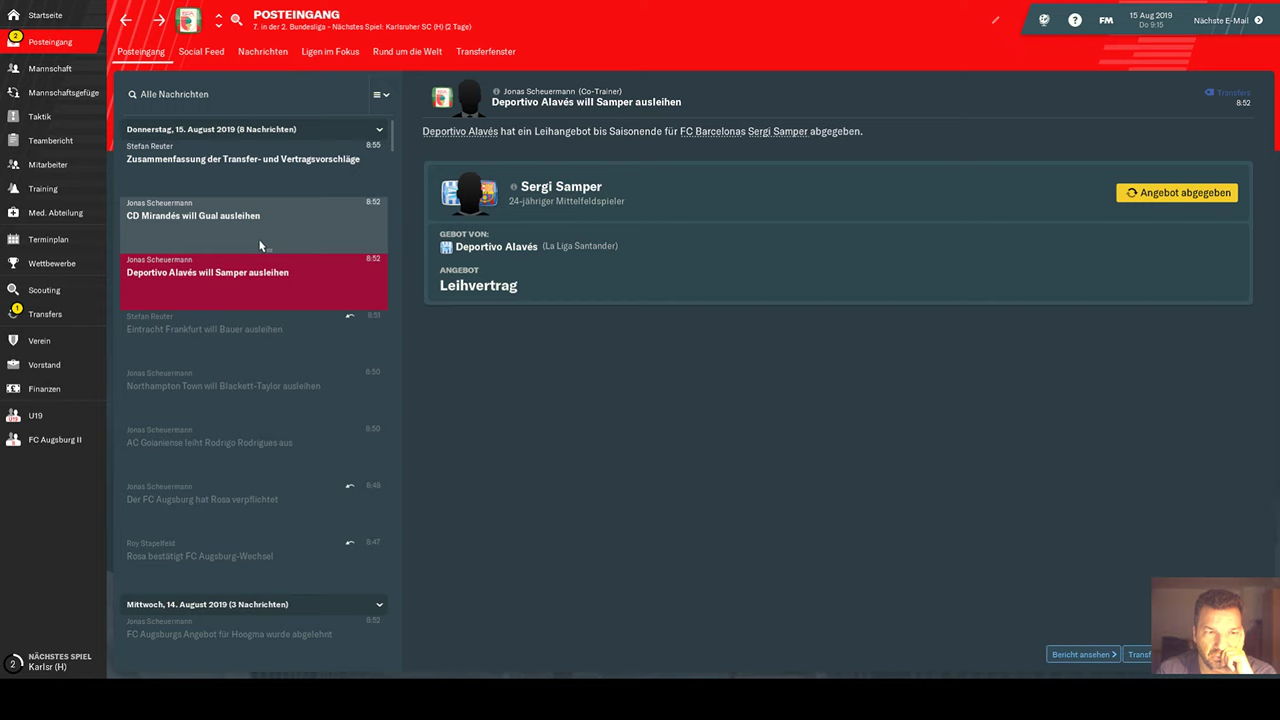 Startseite
2
Posteingang
Mannschaft
Mannschaftsgefüge
Taktik
Teambericht
Mitarbeiter
Training
Med. Abteilung
Terminplan
Wettbewerbe
Scouting
1
Transfers
Verein
Vorstand
Finanzen
U19
FC Augsburg II
2
NÄCHSTES SPIEL
Karlsr (H)
POSTEINGANG
7. in der 2. Bundesliga - Nächstes Spiel: Karlsruher SC (H) (2 Tage)
?
FM
15 Aug 2019
Do 9:15
Nächste E-Mail
Posteingang
Social Feed
Nachrichten
Ligen im Fokus
Rund um die Welt
Transferfenster
Alle Nachrichten
Donnerstag, 15. August 2019 (8 Nachrichten)
Stefan Reuter 8:55
Zusammenfassung der Transfer- und Vertragsvorschläge
Jonas Scheuermann 8:52
CD Mirandés will Gual ausleihen
Jonas Scheuermann 8:52
Deportivo Alavés will Samper ausleihen
Stefan Reuter 8:51
Eintracht Frankfurt will Bauer ausleihen
Jonas Scheuermann 8:50
Northampton Town will Blackett-Taylor ausleihen
Jonas Scheuermann 8:50
AC Goianiense leiht Rodrigo Rodrigues aus
Jonas Scheuermann 8:48
Der FC Augsburg hat Rosa verpflichtet
Roy Stapelfeld 8:47
Rosa bestätigt FC Augsburg-Wechsel
Mittwoch, 14. August 2019 (3 Nachrichten)
Jonas Scheuermann 8:52
FC Augsburgs Angebot für Hoogma wurde abgelehnt
Jonas Scheuermann (Co-Trainer)
Deportivo Alavés will Samper ausleihen
Transfers
8:52
Deportivo Alavés hat ein Leihangebot bis Saisonende für FC Barcelonas Sergi Samper abgegeben.
Sergi Samper
24-jähriger Mittelfeldspieler
Angebot abgegeben
GEBOT VON:
Deportivo Alavés (La Liga Santander)
ANGEBOT
Leihvertrag
Bericht ansehen
Transf